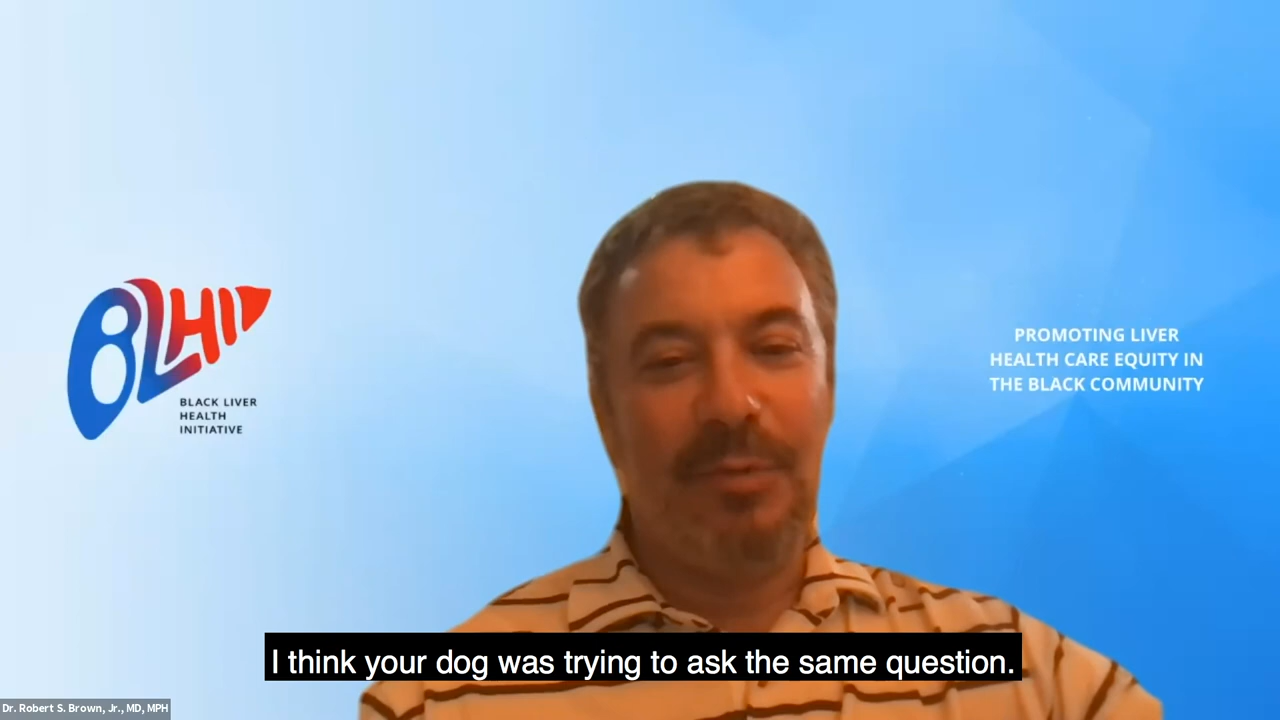 BLHI
BLACK LIVER
HEALTH
INITIATIVE
PROMOTING LIVER
HEALTH CARE EQUITY IN
THE BLACK COMMUNITY
I think your dog was trying to ask the same question.
Dr. Robert S. Brown, Jr., MD, MPH